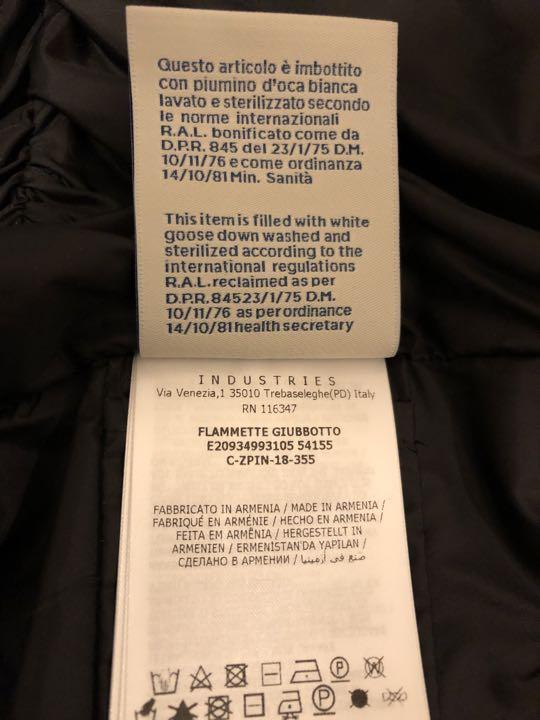 Questo articolo è imbottito
con piumino d'oca bianca
lavato e sterilizzato secondo
le norme internazionali
R.A.L. bonificato come da
D.P.R. 845 del 23/1/75 D.M.
10/11/76 e come ordinanza
14/10/81 Min. Sanità
This item is filled with white
goose down washed and
sterilized according to the
international regulations
R.A.L. reclaimed as per
D.P.R. 84523/1/75 D.M.
10/11/76 as per ordinance
14/10/81 health secretary
INDUSTRIES
Via Venezia,1 35010 Trebaseleghe(PD) Italy
RN 116347
FLAMMETTE GIUBBOTTO
E20934993105 54155
C-ZPIN-18-355
FABBRICATO IN ARMENIA / MADE IN ARMENIA /
FABRIQUÉ EN ARMÉNIE / HECHO EN ARMENIA /
FEITA EM ARMÊNIA / HERGESTELLT IN
ARMENIEN / ERMENİSTAN'DA YAPILAN /
СДЕЛАНО В АРМЕНИИ / صنع في أرمينيا
P
P